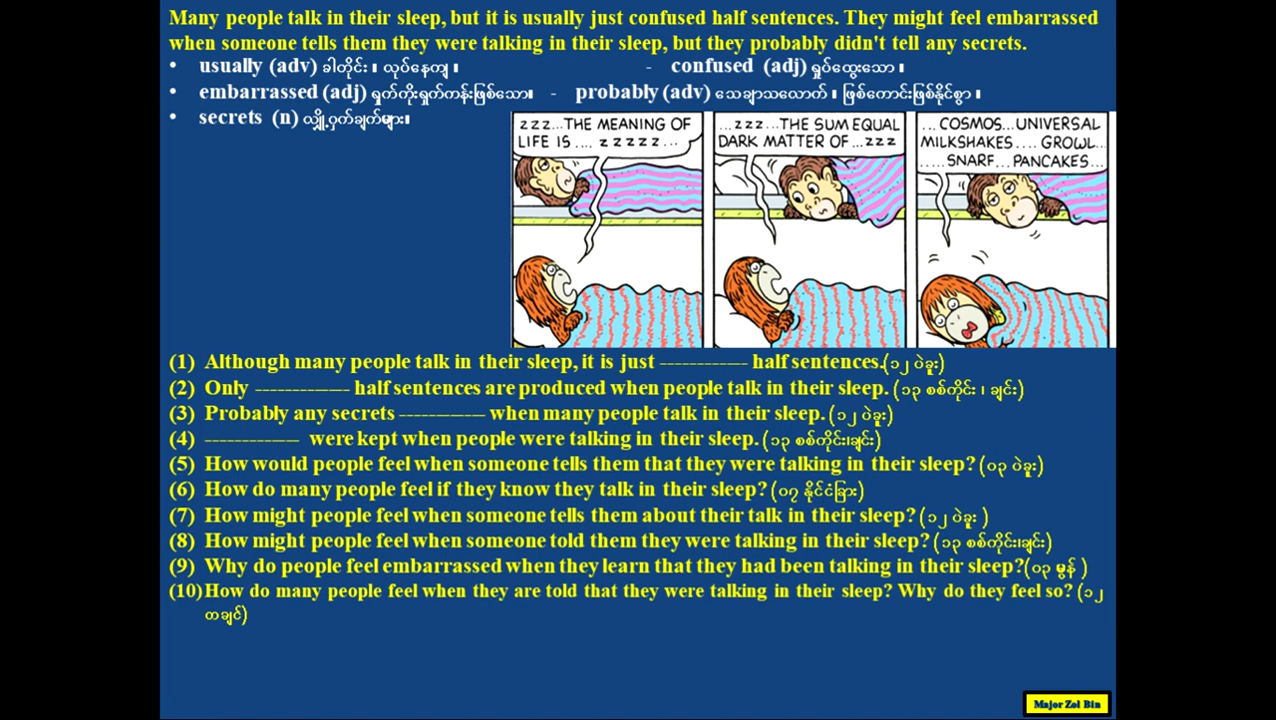 Many people talk in their sleep, but it is usually just confused half sentences. They might feel embarrassed
when someone tells them they were talking in their sleep, but they probably didn't tell any secrets.
• usually (adv) ခါတိုင်း ၊ လုပ်နေကျ ။ - confused (adj) ရှုပ်ထွေးသော ။
• embarrassed (adj) ရှက်ကိုးရှက်ကန်းဖြစ်သော။ - probably (adv) သေချာသလောက် ၊ ဖြစ်ကောင်းဖြစ်နိုင်စွာ ။
• secrets (n) လျှို့ဝှက်ချက်များ။
zzz...THE MEANING OF
LIFE IS.... zzzzz...
...zzz...THE SUM EQUAL
DARK MATTER OF...zzz
...COSMOS...UNIVERSAL
MILKSHAKES.... GROWL...
.....SNARF... PANCAKES...
(1) Although many people talk in their sleep, it is just ------------ half sentences.(၁၂ ပဲခူး)
(2) Only ------------- half sentences are produced when people talk in their sleep. (၁၃ စစ်ကိုင်း ၊ ချင်း)
(3) Probably any secrets ------------ when many people talk in their sleep. (၁၂ ပဲခူး)
(4) ------------- were kept when people were talking in their sleep. (၁၃ စစ်ကိုင်း၊ချင်း)
(5) How would people feel when someone tells them that they were talking in their sleep? (၀၃ ပဲခူး)
(6) How do many people feel if they know they talk in their sleep? (၀၇ နိုင်ငံခြား)
(7) How might people feel when someone tells them about their talk in their sleep? (၁၂ ပဲခူး )
(8) How might people feel when someone told them they were talking in their sleep? (၁၃ စစ်ကိုင်း၊ချင်း)
(9) Why do people feel embarrassed when they learn that they had been talking in their sleep?(၀၃ မွန် )
(10) How do many people feel when they are told that they were talking in their sleep? Why do they feel so? (၁၂
တချင်)
Major Zol Bin